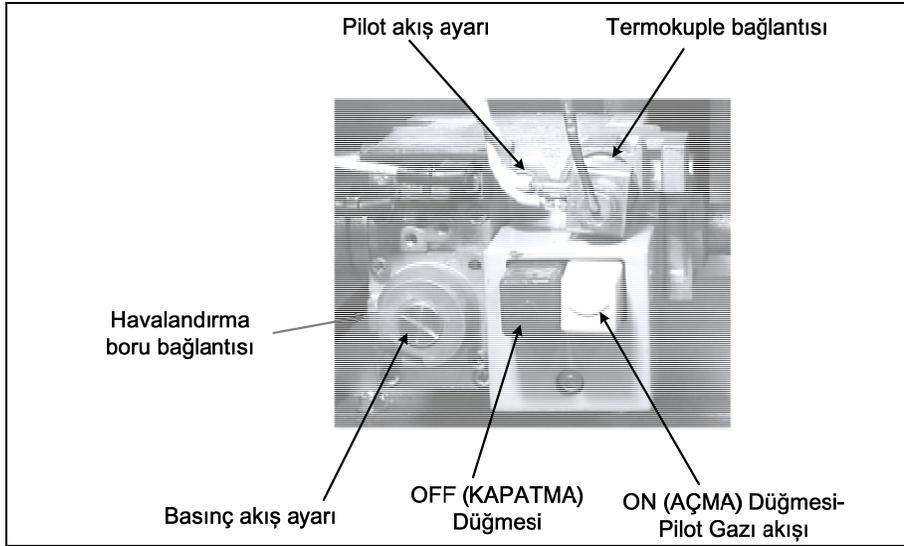 Pilot akış ayarı
Termokuple bağlantısı
Havalandırma
boru bağlantısı
Basınç akış ayarı
OFF (KAPATMA)
Düğmesi
ON (AÇMA) Düğmesi-
Pilot Gazı akışı